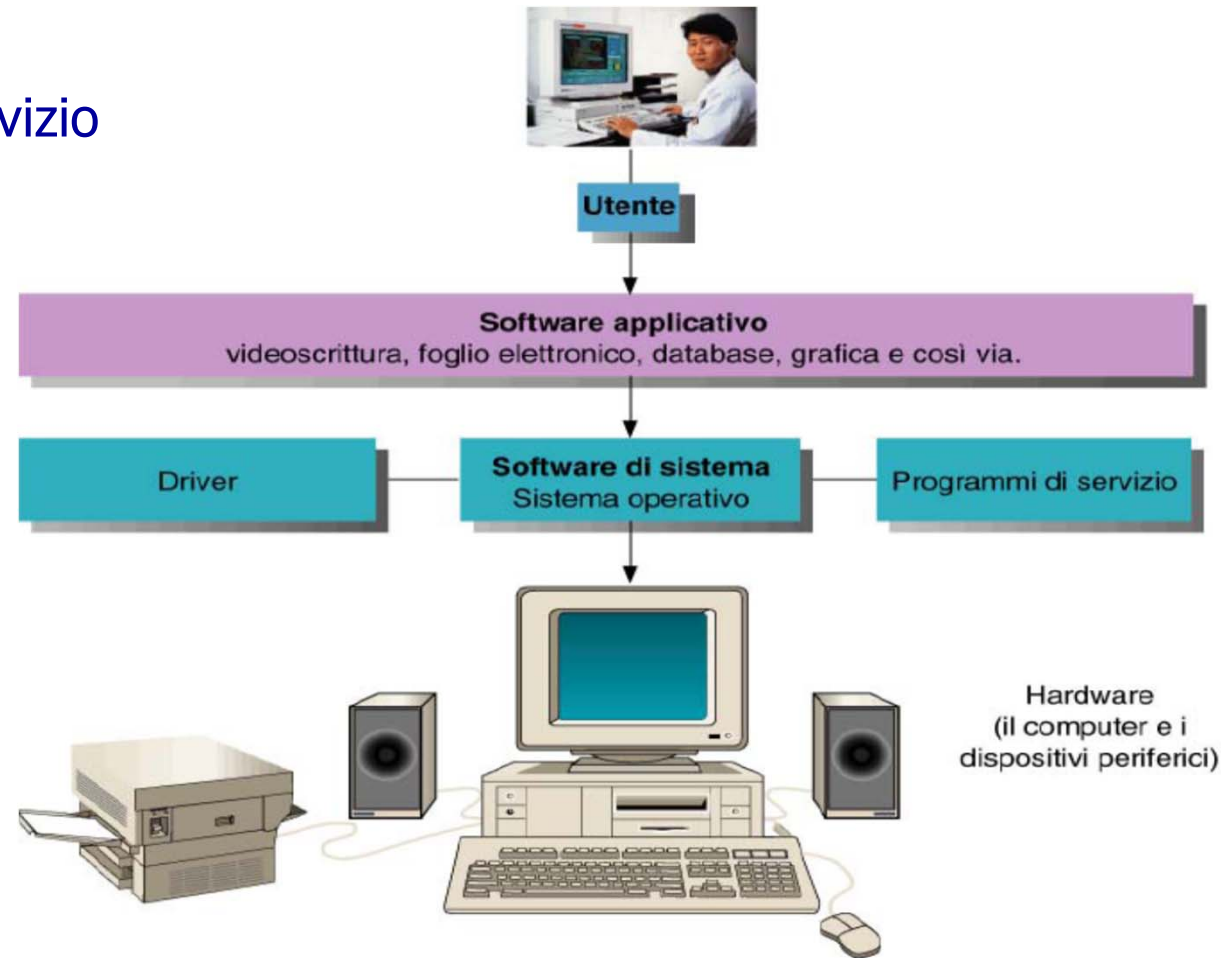 vizio
Utente
Software applicativo
videoscrittura, foglio elettronico, database, grafica e così via.
Driver
Software di sistema
Sistema operativo
Programmi di servizio
Hardware
(il computer e i
dispositivi periferici)